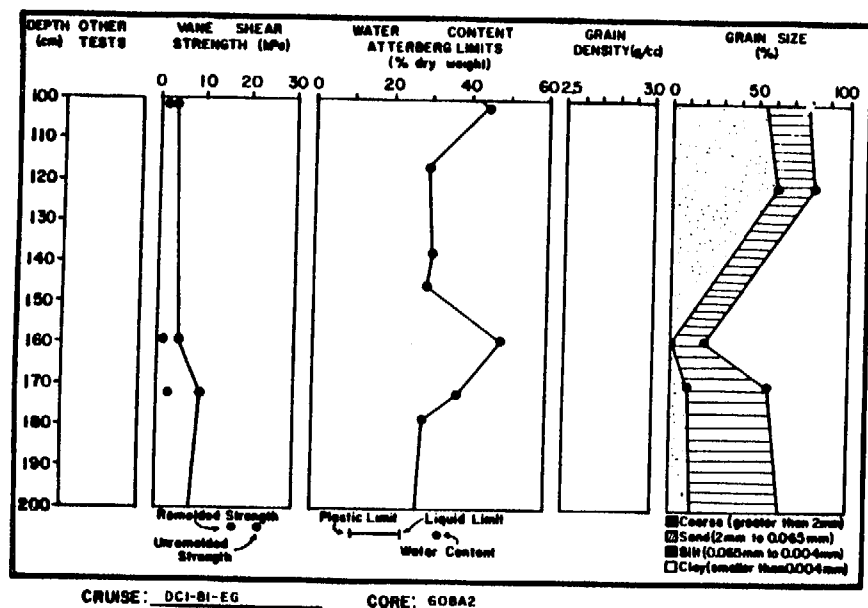 DEPTH OTHER VANE SHEAR WATER CONTENT GRAIN GRAIN SIZE
(cm) TESTS STRENGTH (kPa) ATTERBERG LIMITS DENSITY(g/cc) (%)
(% dry weight)
0 10 20 30 0 20 40 60 2.5 3.0 0 50 100
100
110
120
130
140
150
160
170
180
190
200
Remolded Strength
Unremolded
Strength
Plastic Limit Liquid Limit
Water Content
Coarse (greater than 2mm)
Sand (2mm to 0.065mm)
Silt (0.065mm to 0.004mm)
Clay (smaller than 0.004mm)
CRUISE: DC1-81-EG CORE: 608A2